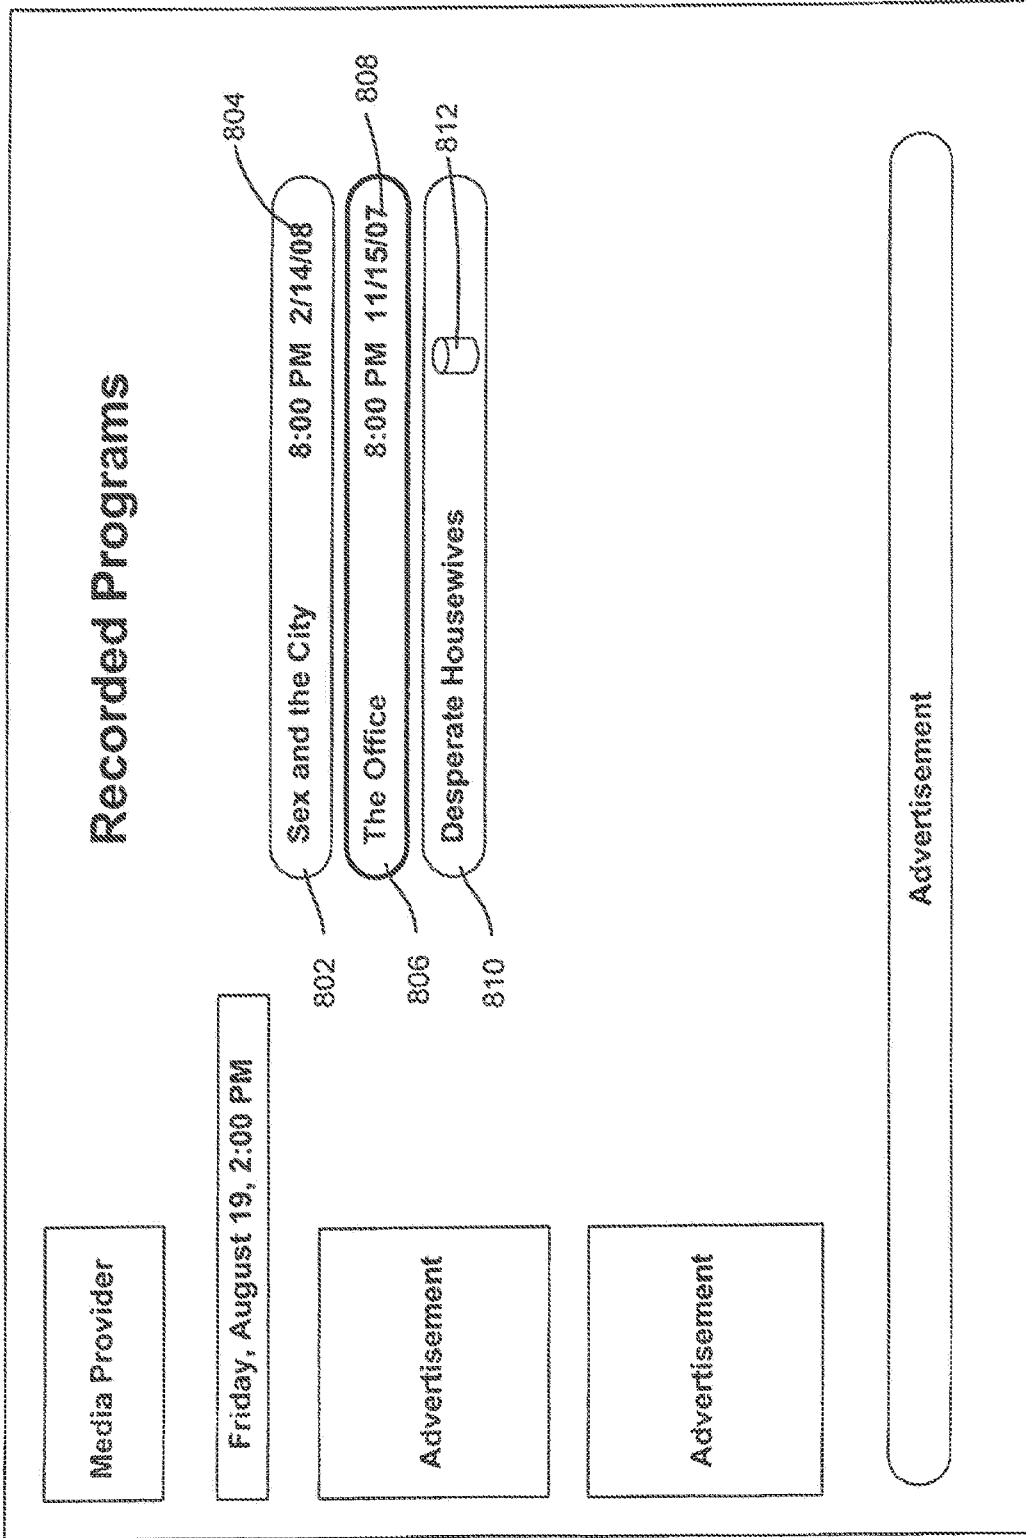 Media Provider
Recorded Programs
Friday, August 19, 2:00 PM
804
802
Sex and the City 8:00 PM 2/14/08
808
806
The Office 8:00 PM 11/15/07
812
810
Desperate Housewives
Advertisement
Advertisement
Advertisement